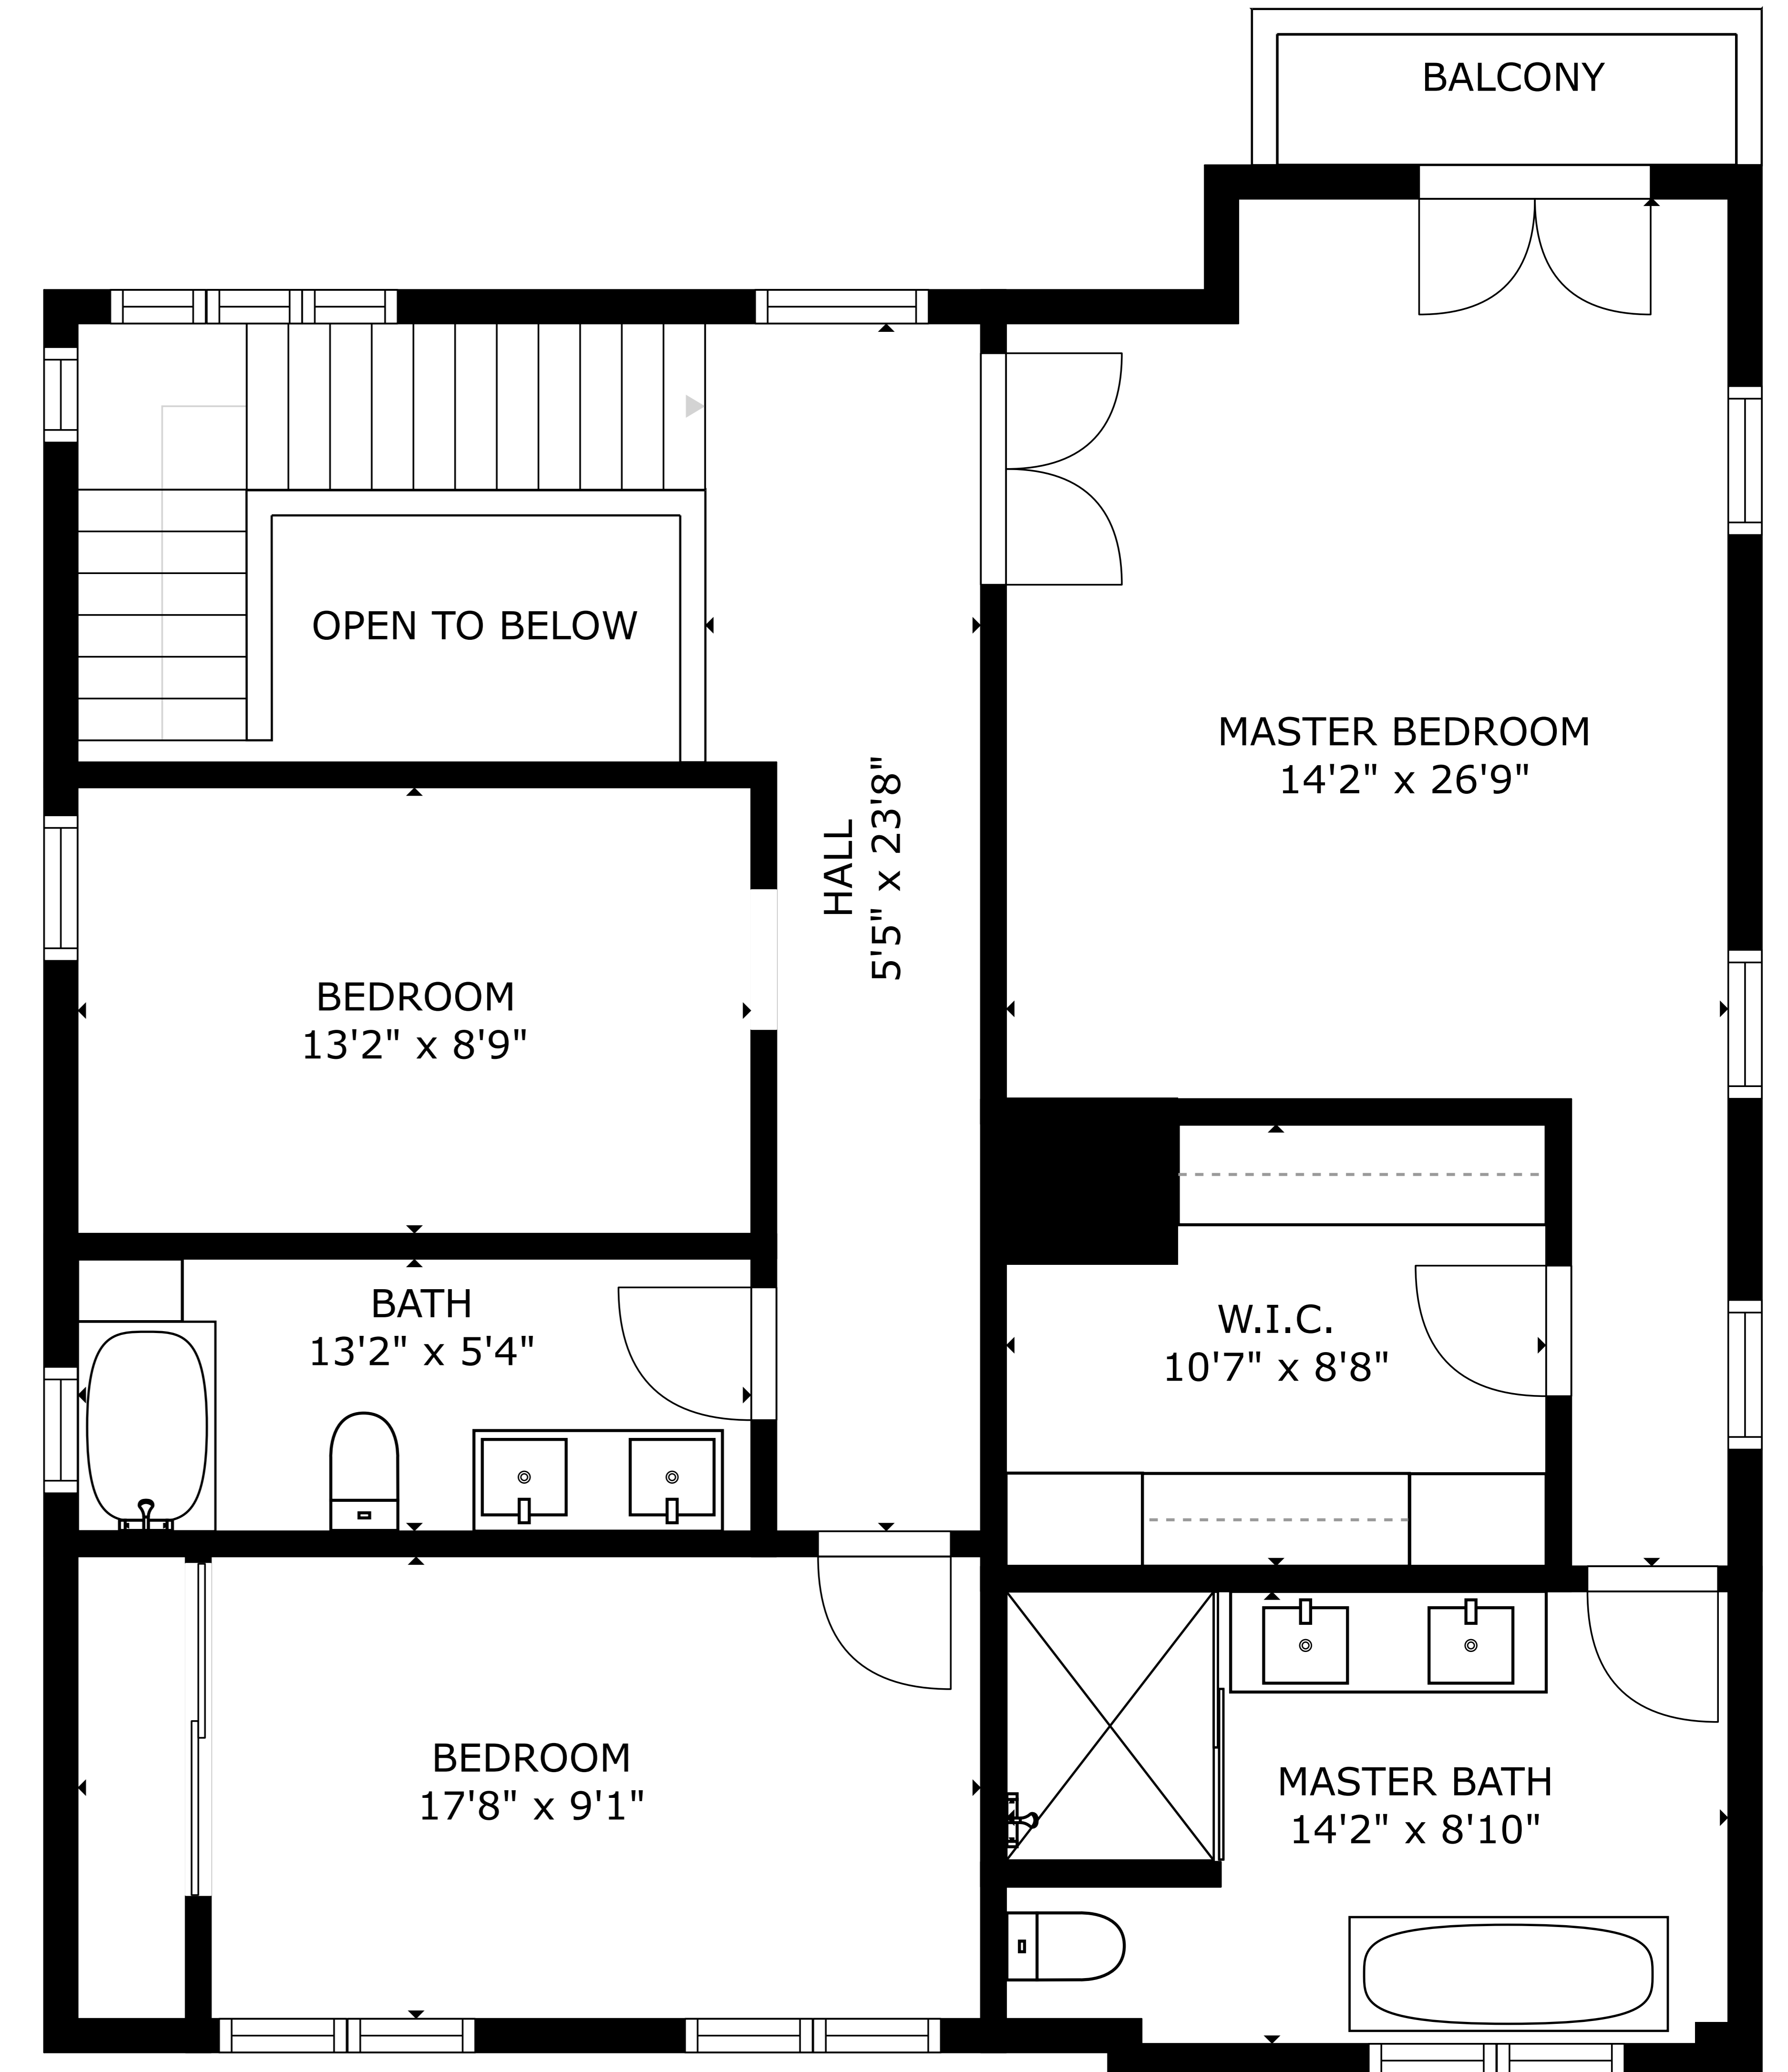 BALCONY
OPEN TO BELOW
MASTER BEDROOM
14'2" x 26'9"
HALL
5'5" x 23'8"
BEDROOM
13'2" x 8'9"
BATH
13'2" x 5'4"
W.I.C.
10'7" x 8'8"
BEDROOM
17'8" x 9'1"
MASTER BATH
14'2" x 8'10"